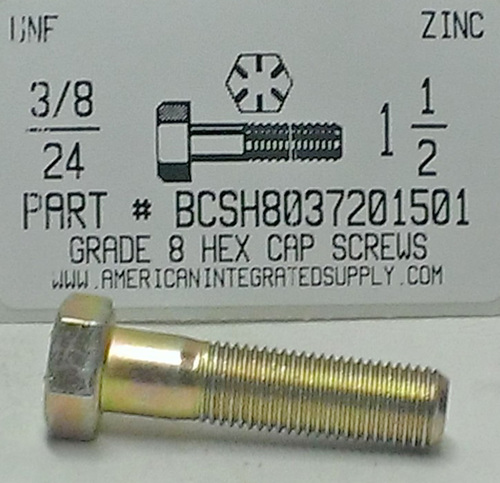 UNF ZINC
3/8
24
1 1/2
PART # BCSH8037201501
GRADE 8 HEX CAP SCREWS
WWW.AMERICANINTEGRATEDSUPPLY.COM